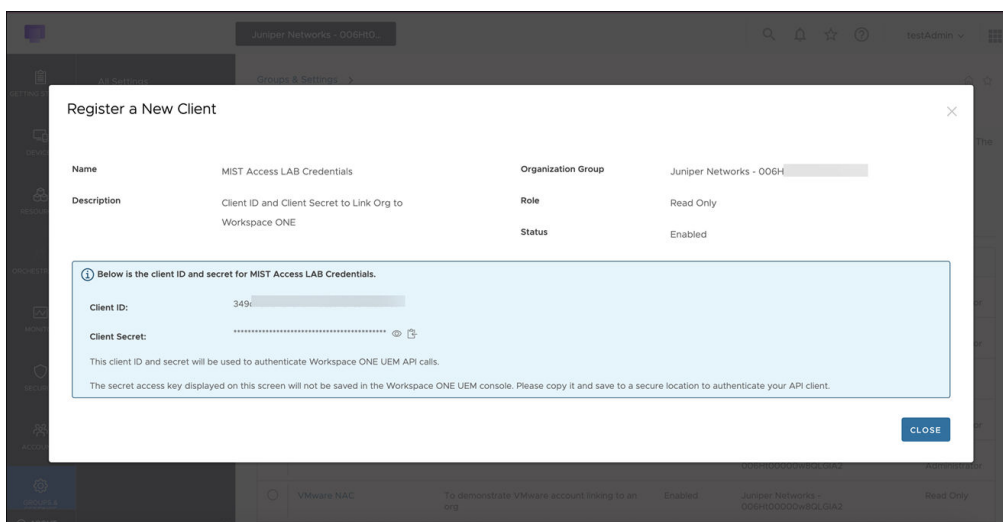 Juniper Networks - 006Ht0...
testAdmin
All Settings
Groups & Settings >
The
Register a New Client
Name
MIST Access LAB Credentials
Organization Group
Juniper Networks - 006H
Description
Client ID and Client Secret to Link Org to
Workspace ONE
Role
Read Only
Status
Enabled
Below is the client ID and secret for MIST Access LAB Credentials.
Client ID:
349
Client Secret:
******************************************
This client ID and secret will be used to authenticate Workspace ONE UEM API calls.
The secret access key displayed on this screen will not be saved in the Workspace ONE UEM console. Please copy it and save to a secure location to authenticate your API client.
CLOSE
Administrator
VMware NAC
To demonstrate VMware account linking to an
org
Enabled
Juniper Networks -
006Ht00000w8QLGIA2
Read Only